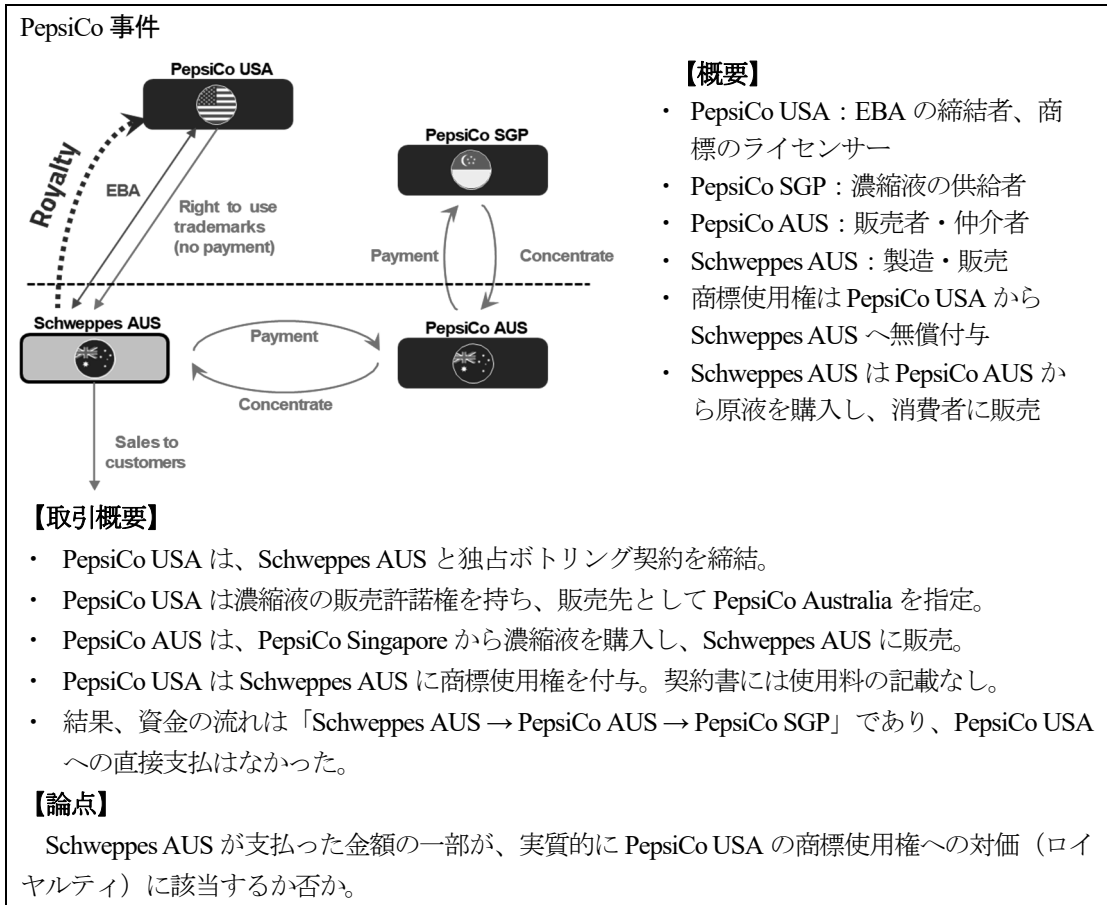 PepsiCo 事件
PepsiCo USA
PepsiCo SGP
Royalty
EBA
Right to use
trademarks
(no payment)
Payment
Concentrate
Schweppes AUS
Payment
PepsiCo AUS
Concentrate
Sales to
customers
【概要】
・ PepsiCo USA：EBA の締結者、商
標のライセンサー
・ PepsiCo SGP：濃縮液の供給者
・ PepsiCo AUS：販売者・仲介者
・ Schweppes AUS：製造・販売
・ 商標使用権は PepsiCo USA から
Schweppes AUS へ無償付与
・ Schweppes AUS は PepsiCo AUS か
ら原液を購入し、消費者に販売
【取引概要】
・ PepsiCo USA は、Schweppes AUS と独占ボトリング契約を締結。
・ PepsiCo USA は濃縮液の販売許諾権を持ち、販売先として PepsiCo Australia を指定。
・ PepsiCo AUS は、PepsiCo Singapore から濃縮液を購入し、Schweppes AUS に販売。
・ PepsiCo USA は Schweppes AUS に商標使用権を付与。契約書には使用料の記載なし。
・ 結果、資金の流れは「Schweppes AUS → PepsiCo AUS → PepsiCo SGP」であり、PepsiCo USA
への直接支払はなかった。
【論点】
Schweppes AUS が支払った金額の一部が、実質的に PepsiCo USA の商標使用権への対価（ロイ
ヤルティ）に該当するか否か。